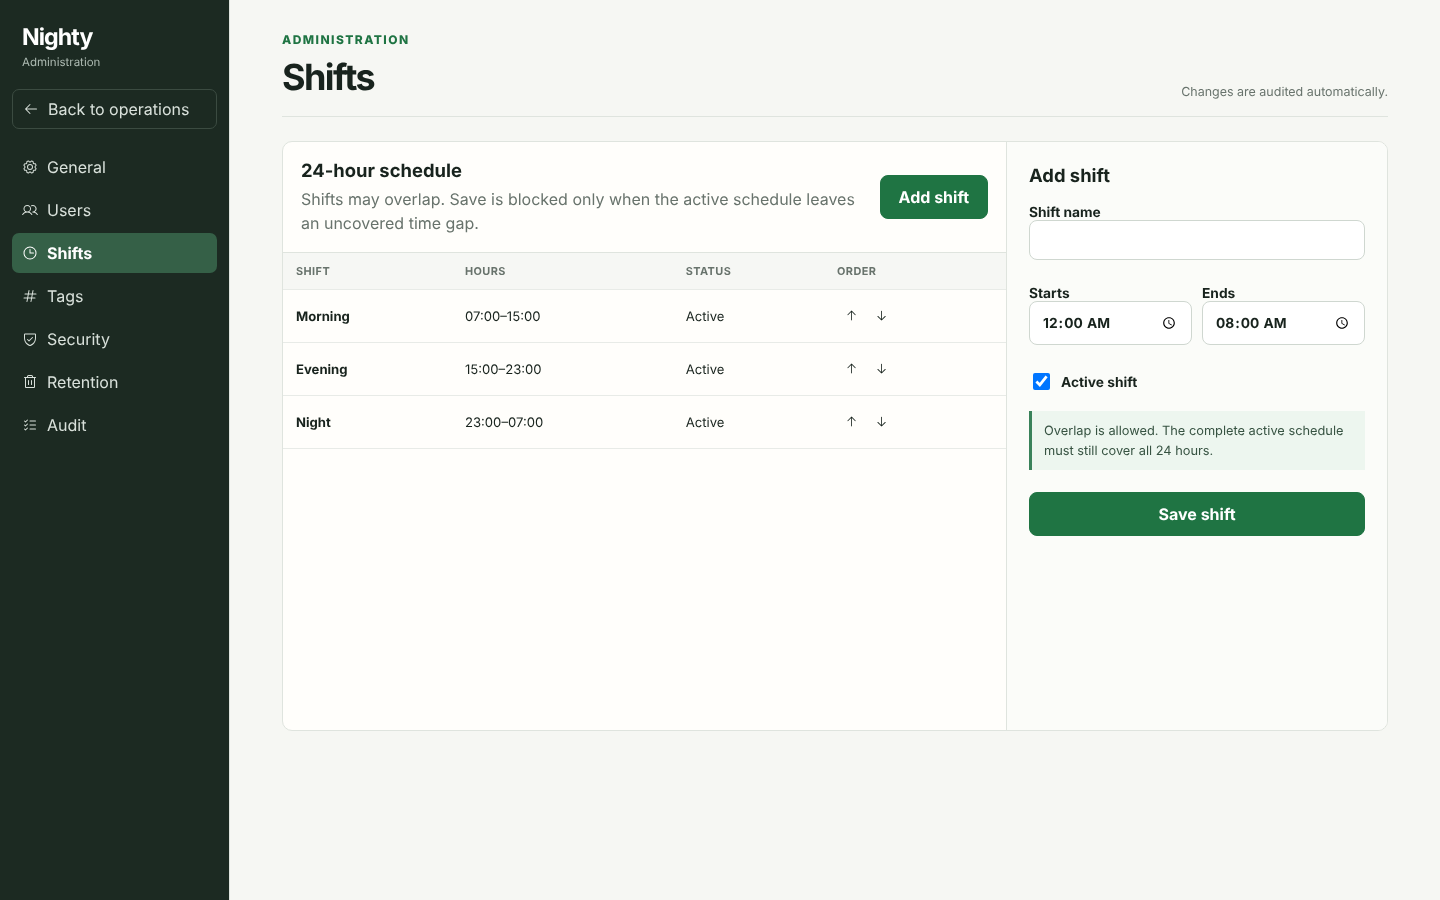 Nighty
Administration
← Back to operations
General
Users
Shifts
Tags
Security
Retention
Audit
ADMINISTRATION
Shifts
Changes are audited automatically.
24-hour schedule
Shifts may overlap. Save is blocked only when the active schedule leaves
an uncovered time gap.
Add shift
SHIFT HOURS STATUS ORDER
Morning 07:00–15:00 Active ↑ ↓
Evening 15:00–23:00 Active ↑ ↓
Night 23:00–07:00 Active ↑ ↓
Add shift
Shift name
Starts Ends
12:00 AM 08:00 AM
Active shift
Overlap is allowed. The complete active schedule
must still cover all 24 hours.
Save shift